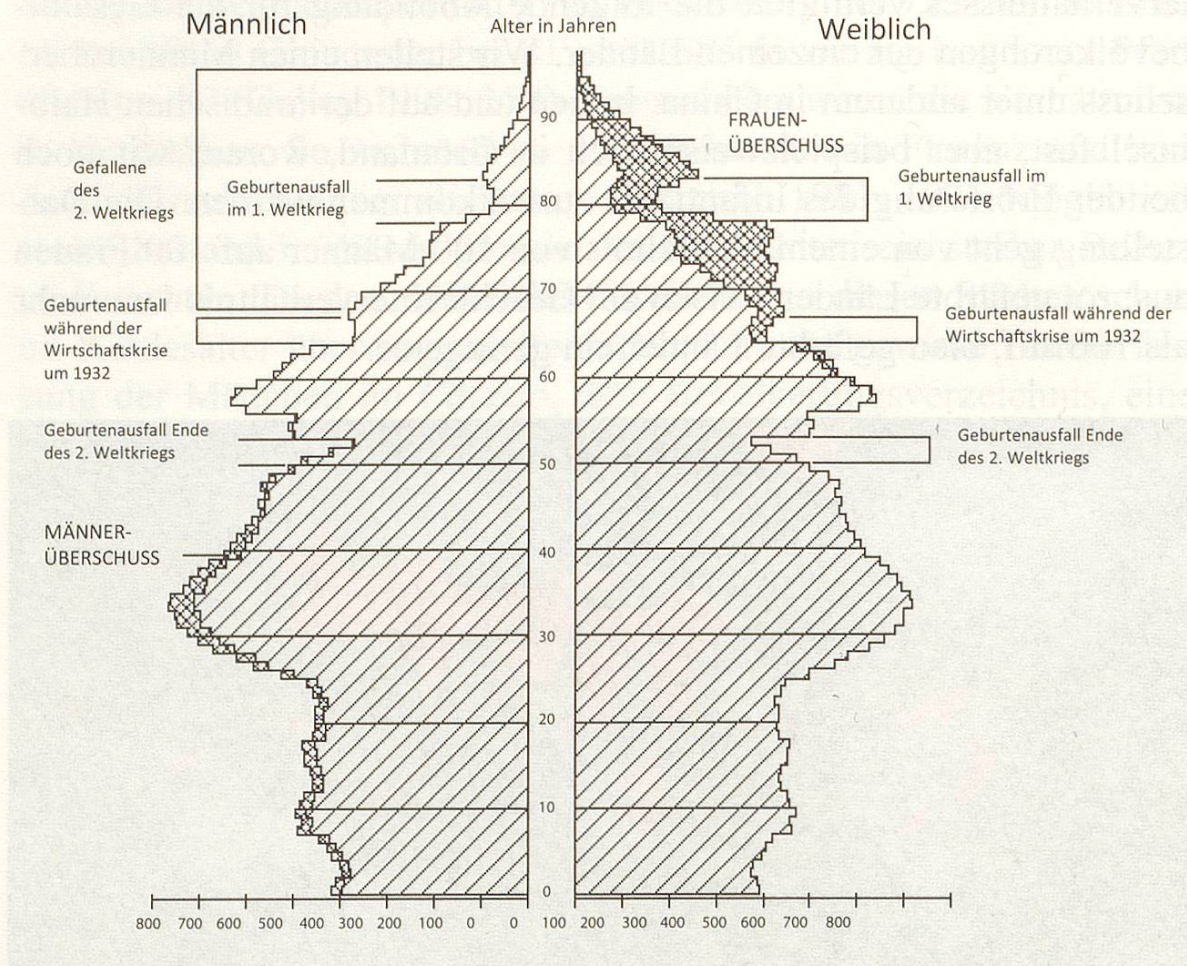 Männlich
Alter in Jahren
Weiblich
90
FRAUEN-
ÜBERSCHUSS
Gefallene
des
2. Weltkriegs
Geburtenausfall
im 1. Weltkrieg
Geburtenausfall im
1. Weltkrieg
80
70
Geburtenausfall
während der
Wirtschaftskrise
um 1932
Geburtenausfall während der
Wirtschaftskrise um 1932
60
Geburtenausfall Ende
des 2. Weltkriegs
Geburtenausfall Ende
des 2. Weltkriegs
50
MÄNNER-
ÜBERSCHUSS
40
30
20
10
0
800 700 600 500 400 300 200 100 0 0 100 200 300 400 500 600 700 800